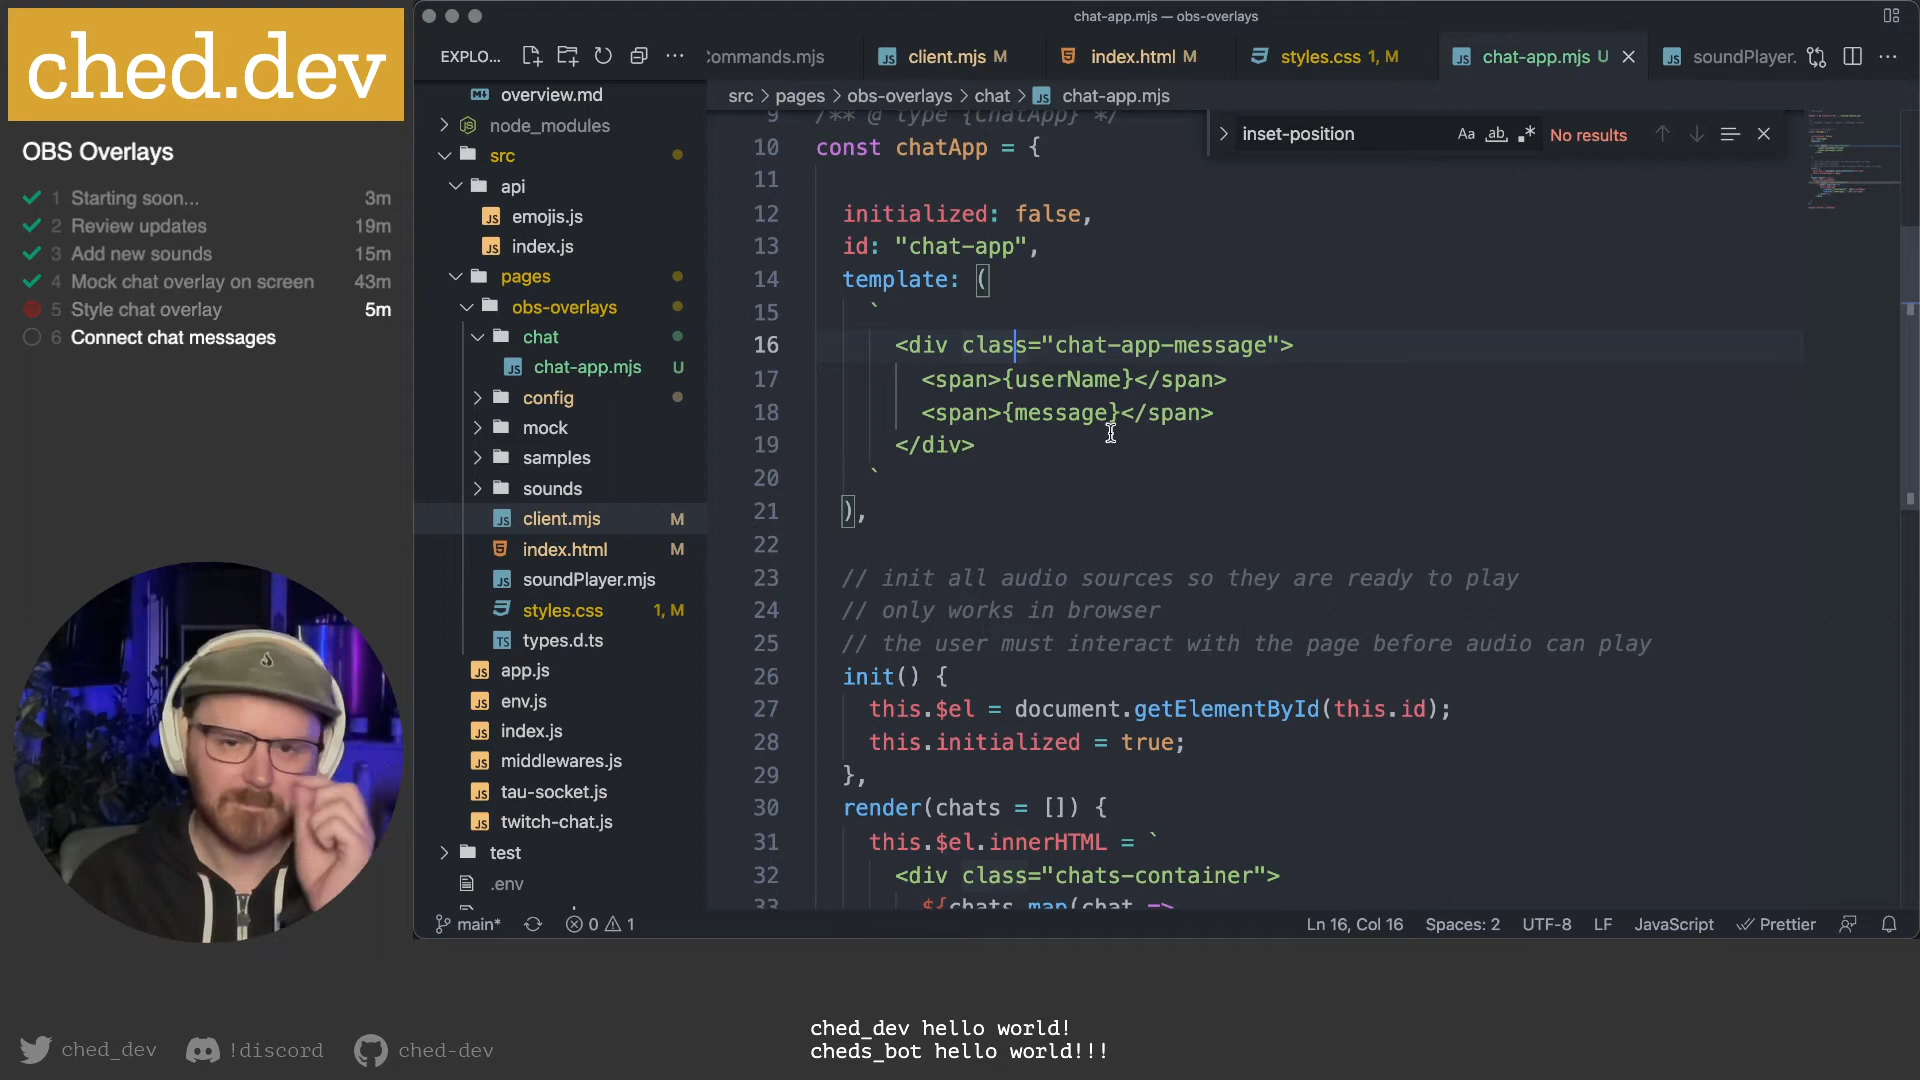 ched.dev
OBS Overlays
1 Starting soon... 3m
2 Review updates 19m
3 Add new sounds 15m
4 Mock chat overlay on screen 43m
5 Style chat overlay 5m
6 Connect chat messages
chat-app.mjs — obs-overlays
EXPLO...
Commands.mjs
client.mjs M
index.html M
styles.css 1, M
chat-app.mjs U
soundPlayer.
overview.md
node_modules
src
api
emojis.js
index.js
pages
obs-overlays
chat
chat-app.mjs U
config
mock
samples
sounds
client.mjs M
index.html M
soundPlayer.mjs
styles.css 1, M
types.d.ts
app.js
env.js
index.js
middlewares.js
tau-socket.js
twitch-chat.js
test
.env
src > pages > obs-overlays > chat > chat-app.mjs
inset-position Aa ab .* No results
9 /** @ type {ChatApp} */
10 const chatApp = {
11
12 initialized: false,
13 id: "chat-app",
14 template: (
15 `
16 <div class="chat-app-message">
17 <span>{userName}</span>
18 <span>{message}</span>
19 </div>
20 `
21 ),
22
23 // init all audio sources so they are ready to play
24 // only works in browser
25 // the user must interact with the page before audio can play
26 init() {
27 this.$el = document.getElementById(this.id);
28 this.initialized = true;
29 },
30 render(chats = []) {
31 this.$el.innerHTML = `
32 <div class="chats-container">
33 ${chats.map(chat =>
main* 0 1
Ln 16, Col 16 Spaces: 2 UTF-8 LF JavaScript Prettier
ched_dev !discord ched-dev
ched_dev hello world!
cheds_bot hello world!!!